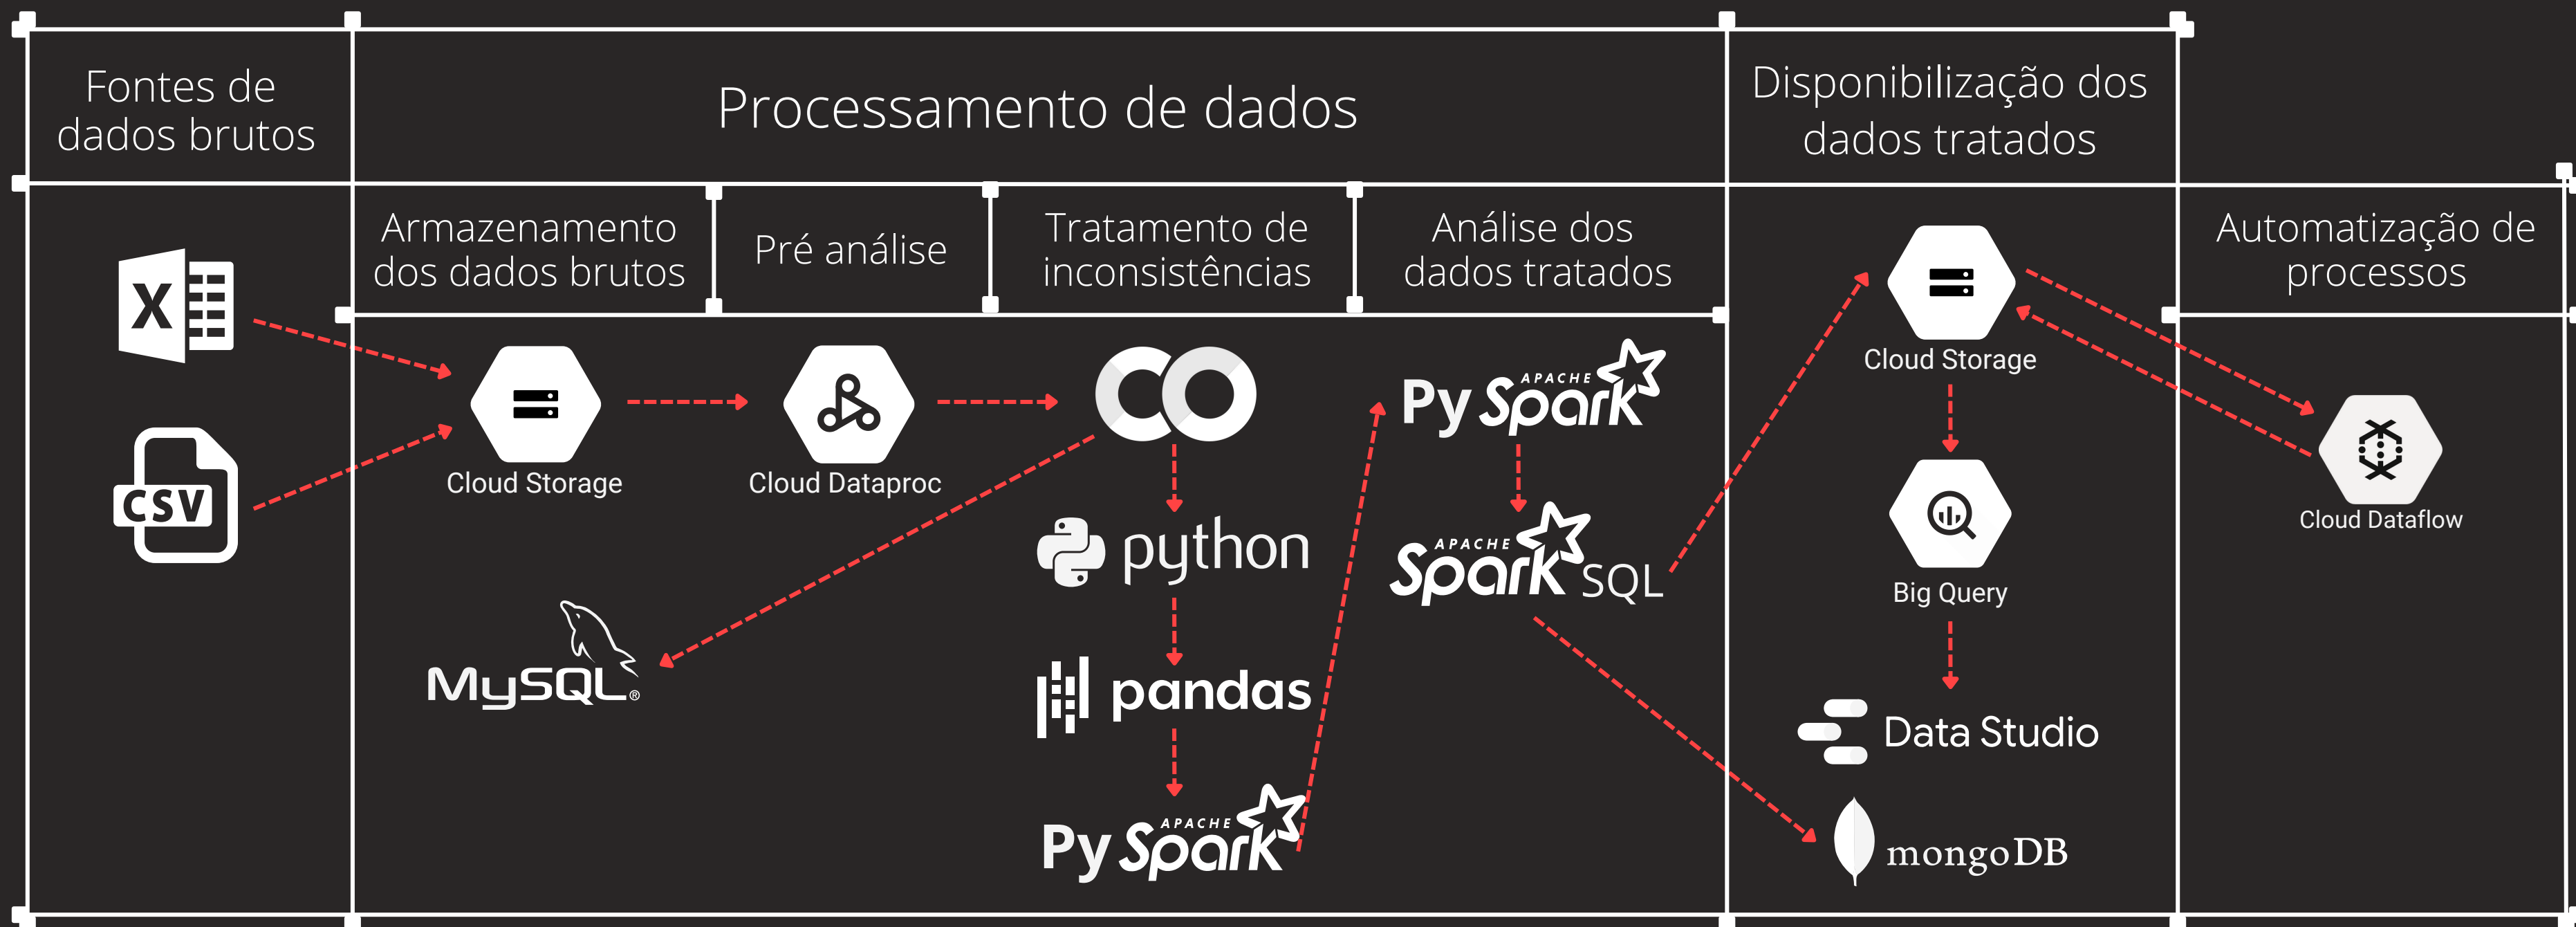 Fontes de
dados brutos
Processamento de dados
Disponibilização dos
dados tratados
Armazenamento
dos dados brutos
Pré análise
Tratamento de
inconsistências
Análise dos
dados tratados
Automatização de
processos
X
CSV
Cloud Storage
Cloud Dataproc
MySQL®
python
pandas
Py APACHE Spark
Py APACHE Spark
APACHE Spark SQL
Cloud Storage
Big Query
Data Studio
mongoDB
Cloud Dataflow